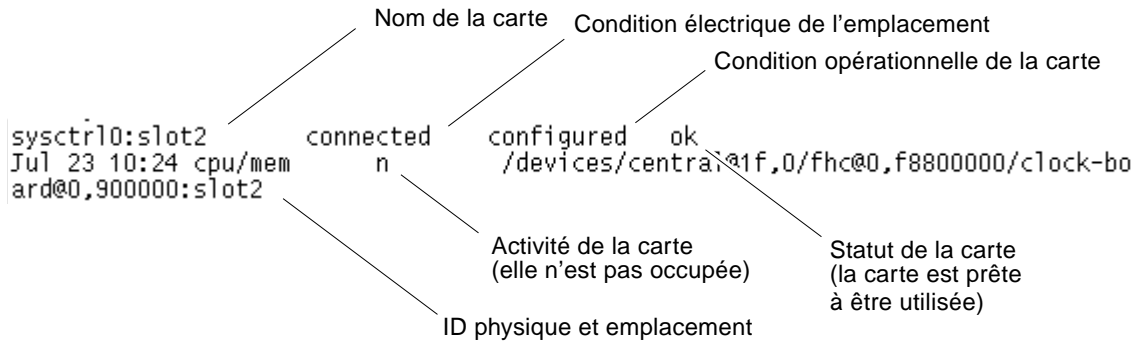 Nom de la carte
Condition électrique de l'emplacement
Condition opérationnelle de la carte
sysctrl0:slot2 connected configured ok
Jul 23 10:24 cpu/mem n /devices/central@1f,0/fhc@0,f8800000/clock-bo
ard@0,900000:slot2
Activité de la carte
(elle n'est pas occupée)
Statut de la carte
(la carte est prête
à être utilisée)
ID physique et emplacement